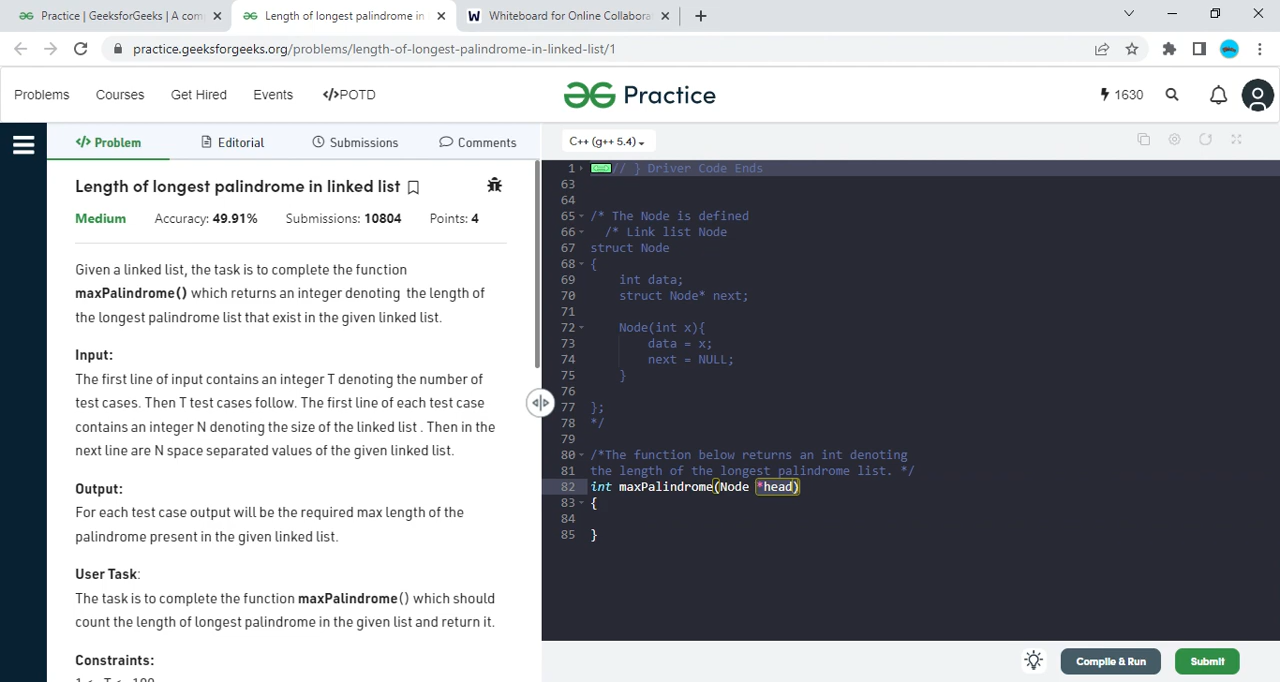 Practice | GeeksforGeeks | A com
Length of longest palindrome in
Whiteboard for Online Collabora
practice.geeksforgeeks.org/problems/length-of-longest-palindrome-in-linked-list/1
Problems Courses Get Hired Events </>POTD Practice 1630
</> Problem Editorial Submissions Comments C++ (g++ 5.4)
Length of longest palindrome in linked list
Medium Accuracy: 49.91% Submissions: 10804 Points: 4
Given a linked list, the task is to complete the function
maxPalindrome() which returns an integer denoting the length of
the longest palindrome list that exist in the given linked list.
Input:
The first line of input contains an integer T denoting the number of
test cases. Then T test cases follow. The first line of each test case
contains an integer N denoting the size of the linked list . Then in the
next line are N space separated values of the given linked list.
Output:
For each test case output will be the required max length of the
palindrome present in the given linked list.
User Task:
The task is to complete the function maxPalindrome() which should
count the length of longest palindrome in the given list and return it.
Constraints:
1 // } Driver Code Ends
63
64
65 /* The Node is defined
66 /* Link list Node
67 struct Node
68 {
69 int data;
70 struct Node* next;
71
72 Node(int x){
73 data = x;
74 next = NULL;
75 }
76
77 };
78 */
79
80 /*The function below returns an int denoting
81 the length of the longest palindrome list. */
82 int maxPalindrome(Node *head)
83 {
84
85 }
Compile & Run Submit